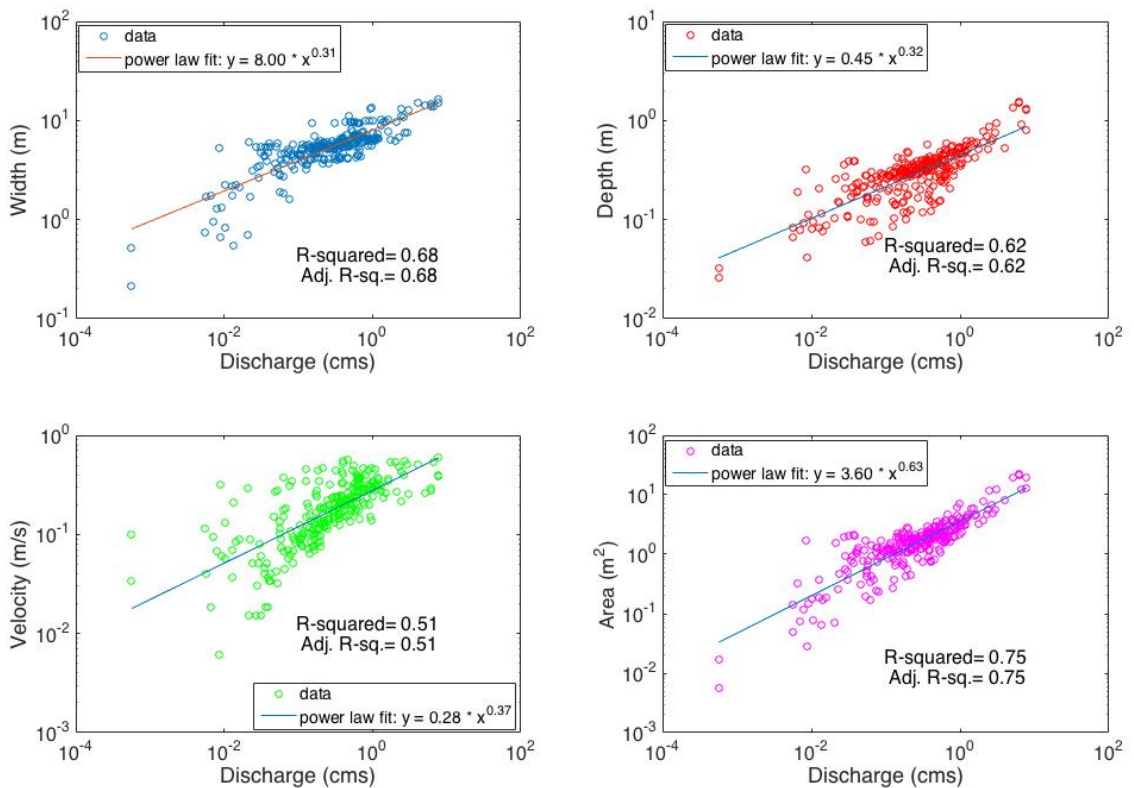 10^2
data
power law fit: y = 8.00 * x^0.31
10^1
Width (m)
10^0
R-squared= 0.68
Adj. R-sq.= 0.68
10^-1
10^-4 10^-2 10^0 10^2
Discharge (cms)
10^1
data
power law fit: y = 0.45 * x^0.32
10^0
Depth (m)
10^-1
R-squared= 0.62
Adj. R-sq.= 0.62
10^-2
10^-4 10^-2 10^0 10^2
Discharge (cms)
10^0
10^-1
Velocity (m/s)
10^-2
R-squared= 0.51
Adj. R-sq.= 0.51
data
power law fit: y = 0.28 * x^0.37
10^-3
10^-4 10^-2 10^0 10^2
Discharge (cms)
10^2
data
power law fit: y = 3.60 * x^0.63
10^1
10^0
Area (m^2)
10^-1
10^-2
R-squared= 0.75
Adj. R-sq.= 0.75
10^-3
10^-4 10^-2 10^0 10^2
Discharge (cms)